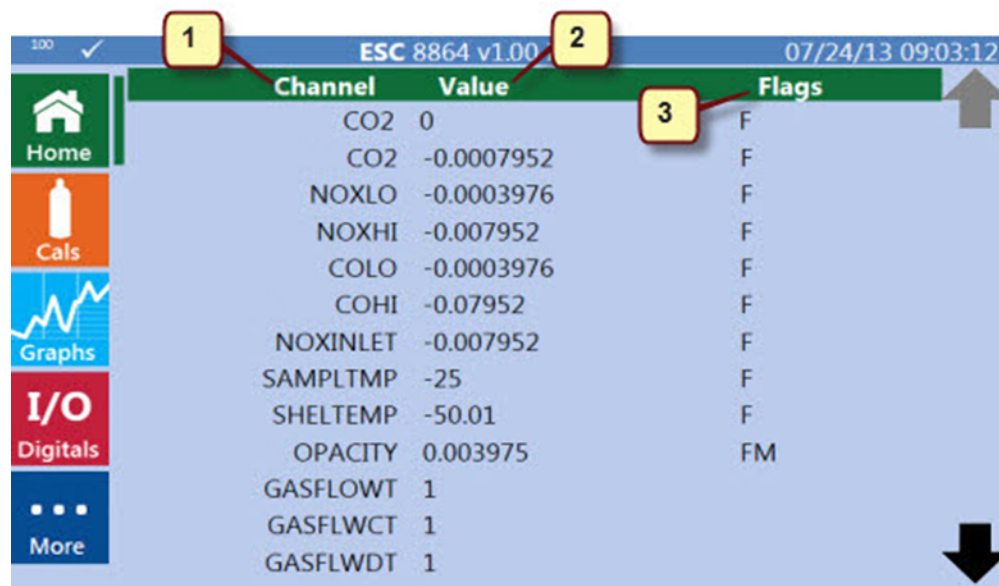 100 ESC 8864 v1.00 07/24/13 09:03:12
1
2
3
Channel Value Flags
CO2 0 F
CO2 -0.0007952 F
NOXLO -0.0003976 F
NOXHI -0.007952 F
COLO -0.0003976 F
COHI -0.07952 F
NOXINLET -0.007952 F
SAMPLTMP -25 F
SHELTEMP -50.01 F
OPACITY 0.003975 FM
GASFLOWT 1
GASFLWCT 1
GASFLWDT 1
Home
Cals
Graphs
I/O
Digitals
More